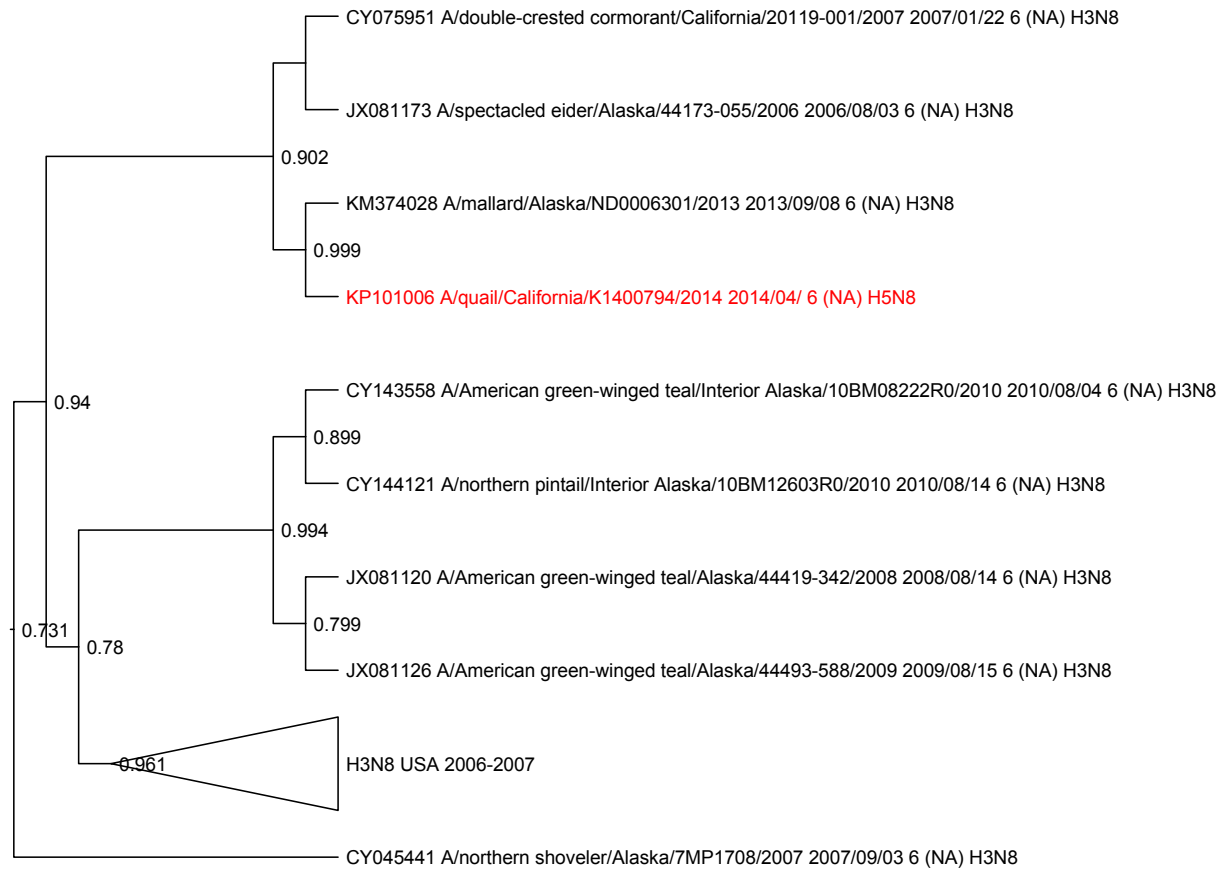 CY075951 A/double-crested cormorant/California/20119-001/2007 2007/01/22 6 (NA) H3N8
JX081173 A/spectacled eider/Alaska/44173-055/2006 2006/08/03 6 (NA) H3N8
0.902
KM374028 A/mallard/Alaska/ND0006301/2013 2013/09/08 6 (NA) H3N8
0.999
KP101006 A/quail/California/K1400794/2014 2014/04/ 6 (NA) H5N8
CY143558 A/American green-winged teal/Interior Alaska/10BM08222R0/2010 2010/08/04 6 (NA) H3N8
0.94
0.899
CY144121 A/northern pintail/Interior Alaska/10BM12603R0/2010 2010/08/14 6 (NA) H3N8
0.994
JX081120 A/American green-winged teal/Alaska/44419-342/2008 2008/08/14 6 (NA) H3N8
0.799
0.731
0.78
JX081126 A/American green-winged teal/Alaska/44493-588/2009 2009/08/15 6 (NA) H3N8
0.961
H3N8 USA 2006-2007
CY045441 A/northern shoveler/Alaska/7MP1708/2007 2007/09/03 6 (NA) H3N8